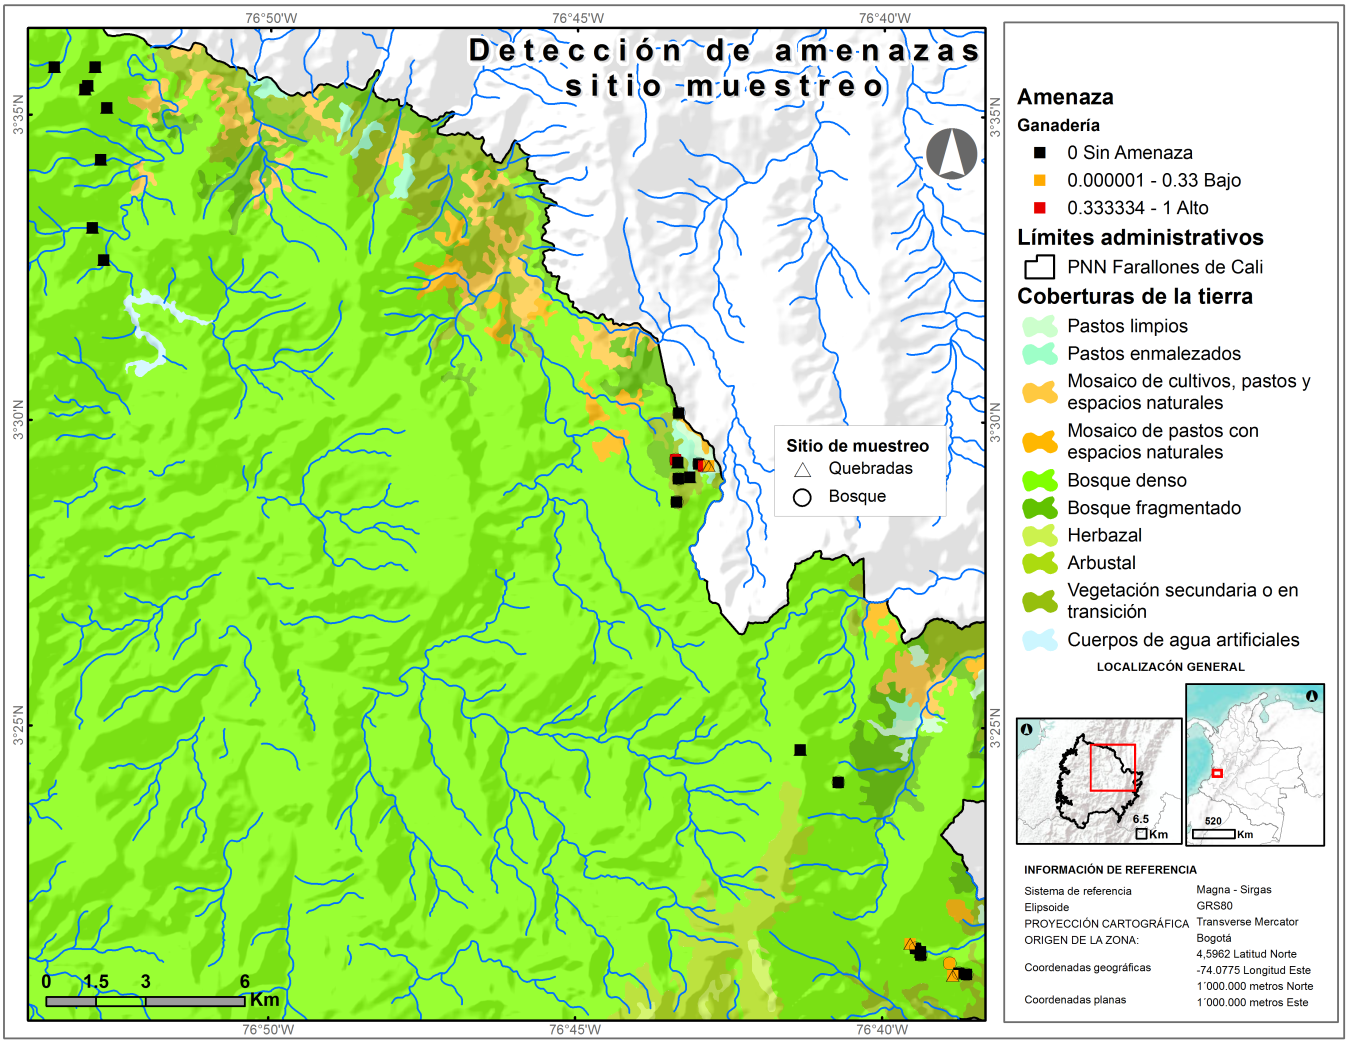 76°50'W
76°45'W
76°40'W
Detección de amenazas
sitio muestreo
3°35'N
3°35'N
3°30'N
3°30'N
3°25'N
3°25'N
Sitio de muestreo
Quebradas
Bosque
0 1.5 3 6
Km
76°50'W
76°45'W
76°40'W
Amenaza
Ganadería
0 Sin Amenaza
0.000001 - 0.33 Bajo
0.333334 - 1 Alto
Límites administrativos
PNN Farallones de Cali
Coberturas de la tierra
Pastos limpios
Pastos enmalezados
Mosaico de cultivos, pastos y
espacios naturales
Mosaico de pastos con
espacios naturales
Bosque denso
Bosque fragmentado
Herbazal
Arbustal
Vegetación secundaria o en
transición
Cuerpos de agua artificiales
LOCALIZACÓN GENERAL
6.5
Km
520
Km
INFORMACIÓN DE REFERENCIA
Sistema de referencia Magna - Sirgas
Elipsoide GRS80
PROYECCIÓN CARTOGRÁFICA Transverse Mercator
ORIGEN DE LA ZONA: Bogotá
Coordenadas geográficas 4,5962 Latitud Norte
-74.0775 Longitud Este
Coordenadas planas 1´000.000 metros Norte
1´000.000 metros Este